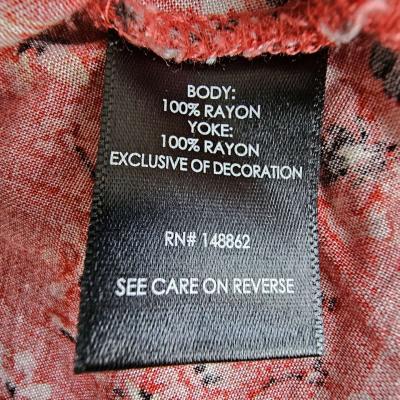 BODY:
100% RAYON
YOKE:
100% RAYON
EXCLUSIVE OF DECORATION
RN# 148862
SEE CARE ON REVERSE